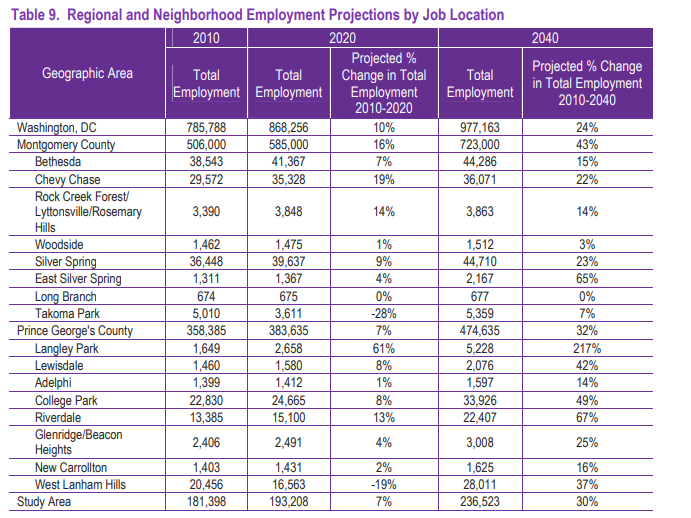 Table 9. Regional and Neighborhood Employment Projections by Job Location
Geographic Area 2010 2020 2040
Total Employment Total Employment Projected % Change in Total Employment 2010-2020 Total Employment Projected % Change in Total Employment 2010-2040
Washington, DC 785,788 868,256 10% 977,163 24%
Montgomery County 506,000 585,000 16% 723,000 43%
Bethesda 38,543 41,367 7% 44,286 15%
Chevy Chase 29,572 35,328 19% 36,071 22%
Rock Creek Forest/
Lyttonsville/Rosemary 3,390 3,848 14% 3,863 14%
Hills
Woodside 1,462 1,475 1% 1,512 3%
Silver Spring 36,448 39,637 9% 44,710 23%
East Silver Spring 1,311 1,367 4% 2,167 65%
Long Branch 674 675 0% 677 0%
Takoma Park 5,010 3,611 -28% 5,359 7%
Prince George's County 358,385 383,635 7% 474,635 32%
Langley Park 1,649 2,658 61% 5,228 217%
Lewisdale 1,460 1,580 8% 2,076 42%
Adelphi 1,399 1,412 1% 1,597 14%
College Park 22,830 24,665 8% 33,926 49%
Riverdale 13,385 15,100 13% 22,407 67%
Glenridge/Beacon
Heights 2,406 2,491 4% 3,008 25%
New Carrollton 1,403 1,431 2% 1,625 16%
West Lanham Hills 20,456 16,563 -19% 28,011 37%
Study Area 181,398 193,208 7% 236,523 30%